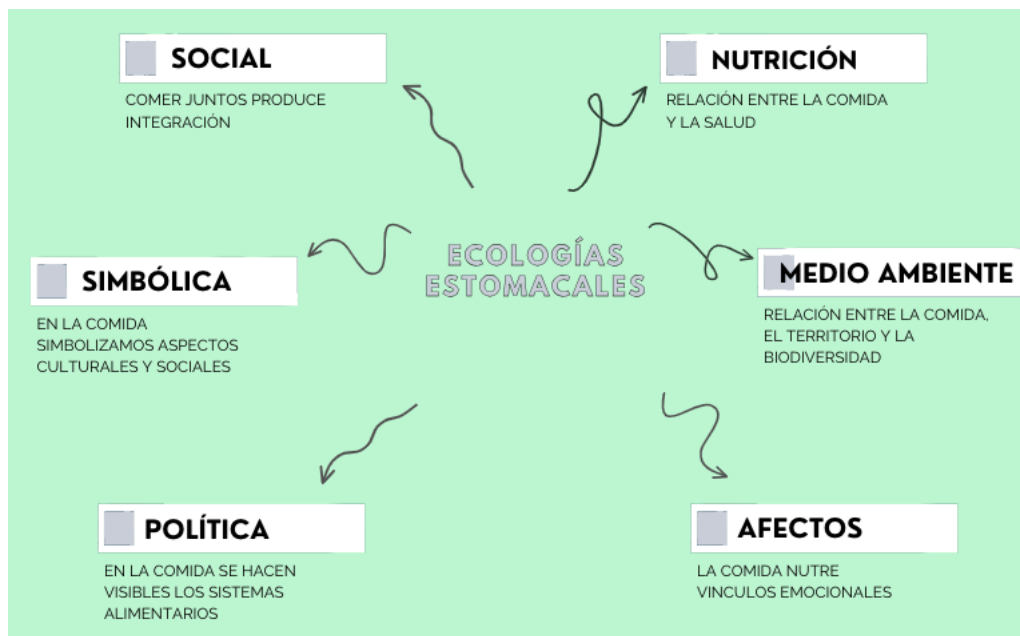 SOCIAL
COMER JUNTOS PRODUCE
INTEGRACIÓN
NUTRICIÓN
RELACIÓN ENTRE LA COMIDA
Y LA SALUD
ECOLOGÍAS
ESTOMACALES
SIMBÓLICA
EN LA COMIDA
SIMBOLIZAMOS ASPECTOS
CULTURALES Y SOCIALES
MEDIO AMBIENTE
RELACIÓN ENTRE LA COMIDA,
EL TERRITORIO Y LA
BIODIVERSIDAD
POLÍTICA
EN LA COMIDA SE HACEN
VISIBLES LOS SISTEMAS
ALIMENTARIOS
AFECTOS
LA COMIDA NUTRE
VINCULOS EMOCIONALES